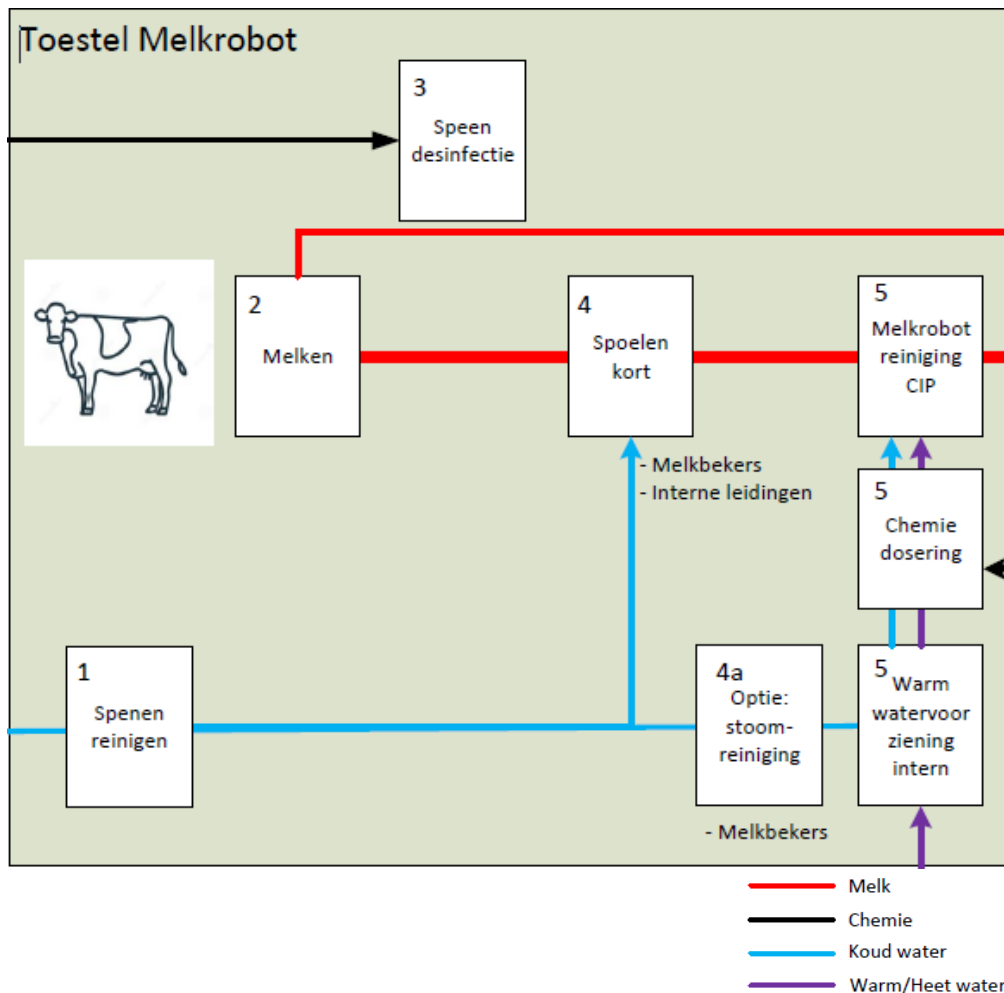 Toestel Melkrobot
3
Speen
desinfectie
2
Melken
4
Spoelen
kort
5
Melkrobot
reiniging
CIP
- Melkbekers
- Interne leidingen
5
Chemie
dosering
1
Spenen
reinigen
4a
Optie:
stoom-
reiniging
5
Warm
watervoor
ziening
intern
- Melkbekers
Melk
Chemie
Koud water
Warm/Heet water